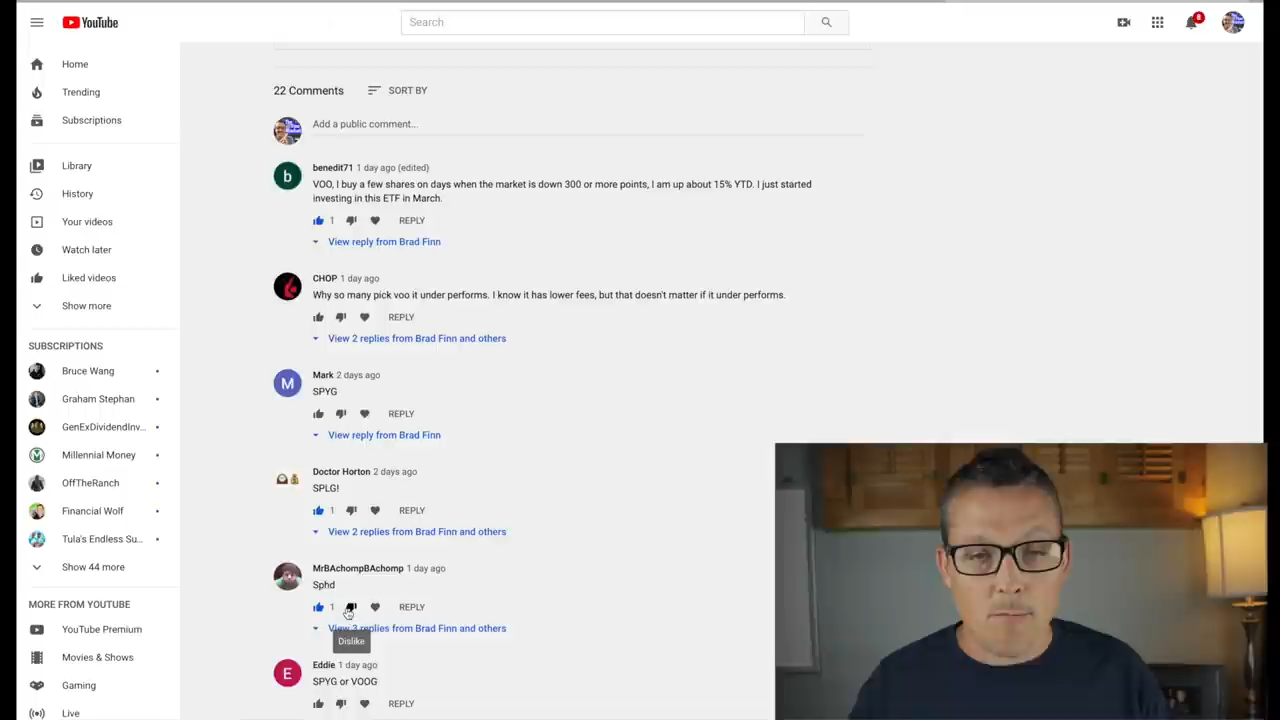 YouTube
Search
8
Home
Trending
Subscriptions
Library
History
Your videos
Watch later
Liked videos
Show more
SUBSCRIPTIONS
Bruce Wang
Graham Stephan
GenExDividendInv...
Millennial Money
OffTheRanch
Financial Wolf
Tula's Endless Su...
Show 44 more
MORE FROM YOUTUBE
YouTube Premium
Movies & Shows
Gaming
Live
22 Comments
SORT BY
Add a public comment...
b
benedit71 1 day ago (edited)
VOO, I buy a few shares on days when the market is down 300 or more points, I am up about 15% YTD. I just started
investing in this ETF in March.
1 REPLY
View reply from Brad Finn
CHOP 1 day ago
Why so many pick voo it under performs. I know it has lower fees, but that doesn't matter if it under performs.
REPLY
View 2 replies from Brad Finn and others
M
Mark 2 days ago
SPYG
REPLY
View reply from Brad Finn
Doctor Horton 2 days ago
SPLG!
1 REPLY
View 2 replies from Brad Finn and others
MrBAchompBAchomp 1 day ago
Sphd
1 REPLY
View 3 replies from Brad Finn and others
Dislike
E
Eddie 1 day ago
SPYG or VOOG
REPLY